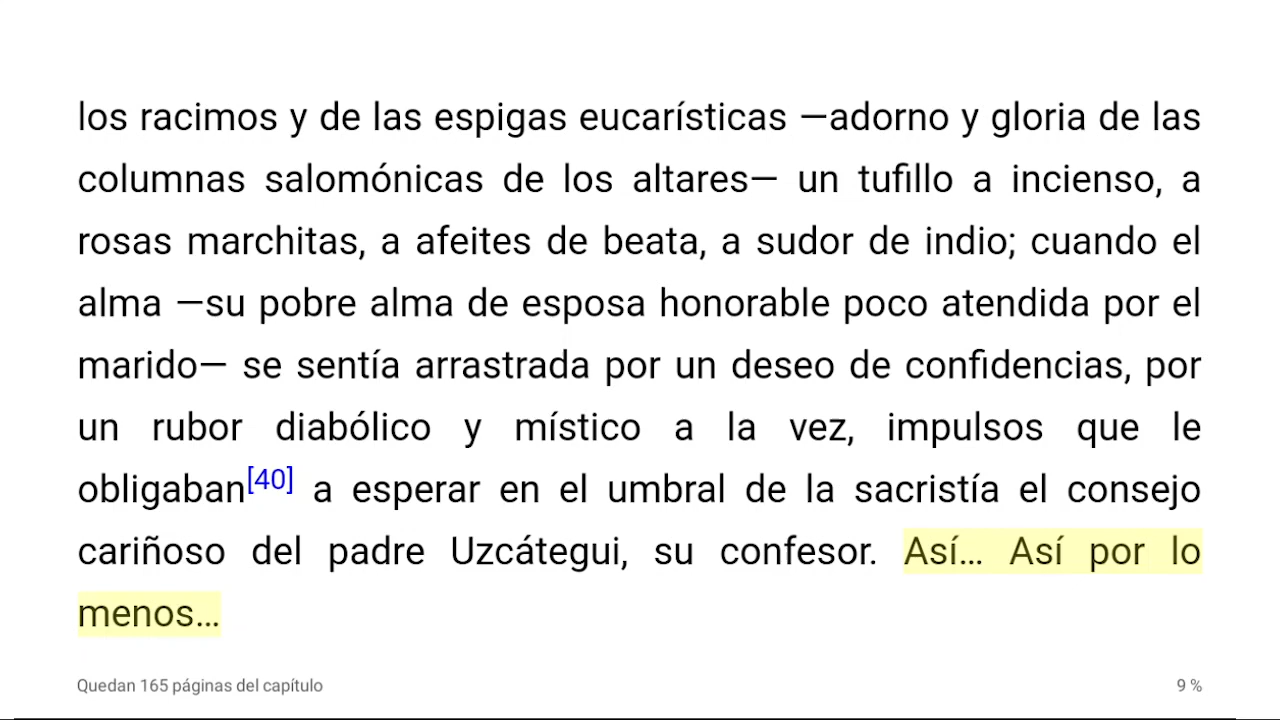 los racimos y de las espigas eucarísticas —adorno y gloria de las
columnas salomónicas de los altares— un tufillo a incienso, a
rosas marchitas, a afeites de beata, a sudor de indio; cuando el
alma —su pobre alma de esposa honorable poco atendida por el
marido— se sentía arrastrada por un deseo de confidencias, por
un rubor diabólico y místico a la vez, impulsos que le
obligaban[40] a esperar en el umbral de la sacristía el consejo
cariñoso del padre Uzcátegui, su confesor. Así… Así por lo
menos…
Quedan 165 páginas del capítulo
9 %